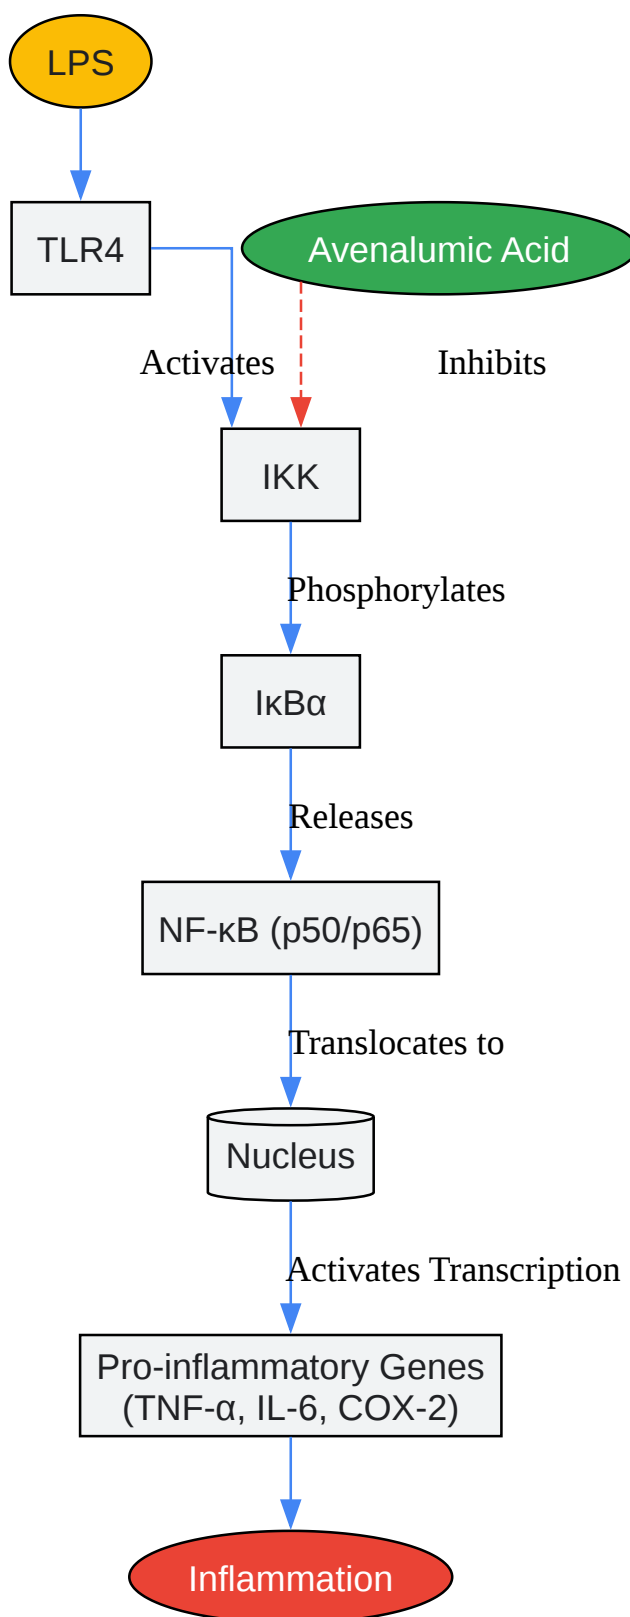 LPS
TLR4
Avenalumic Acid
Activates
Inhibits
IKK
Phosphorylates
IκBα
Releases
NF-κB (p50/p65)
Translocates to
Nucleus
Activates Transcription
Pro-inflammatory Genes
(TNF-α, IL-6, COX-2)
Inflammation